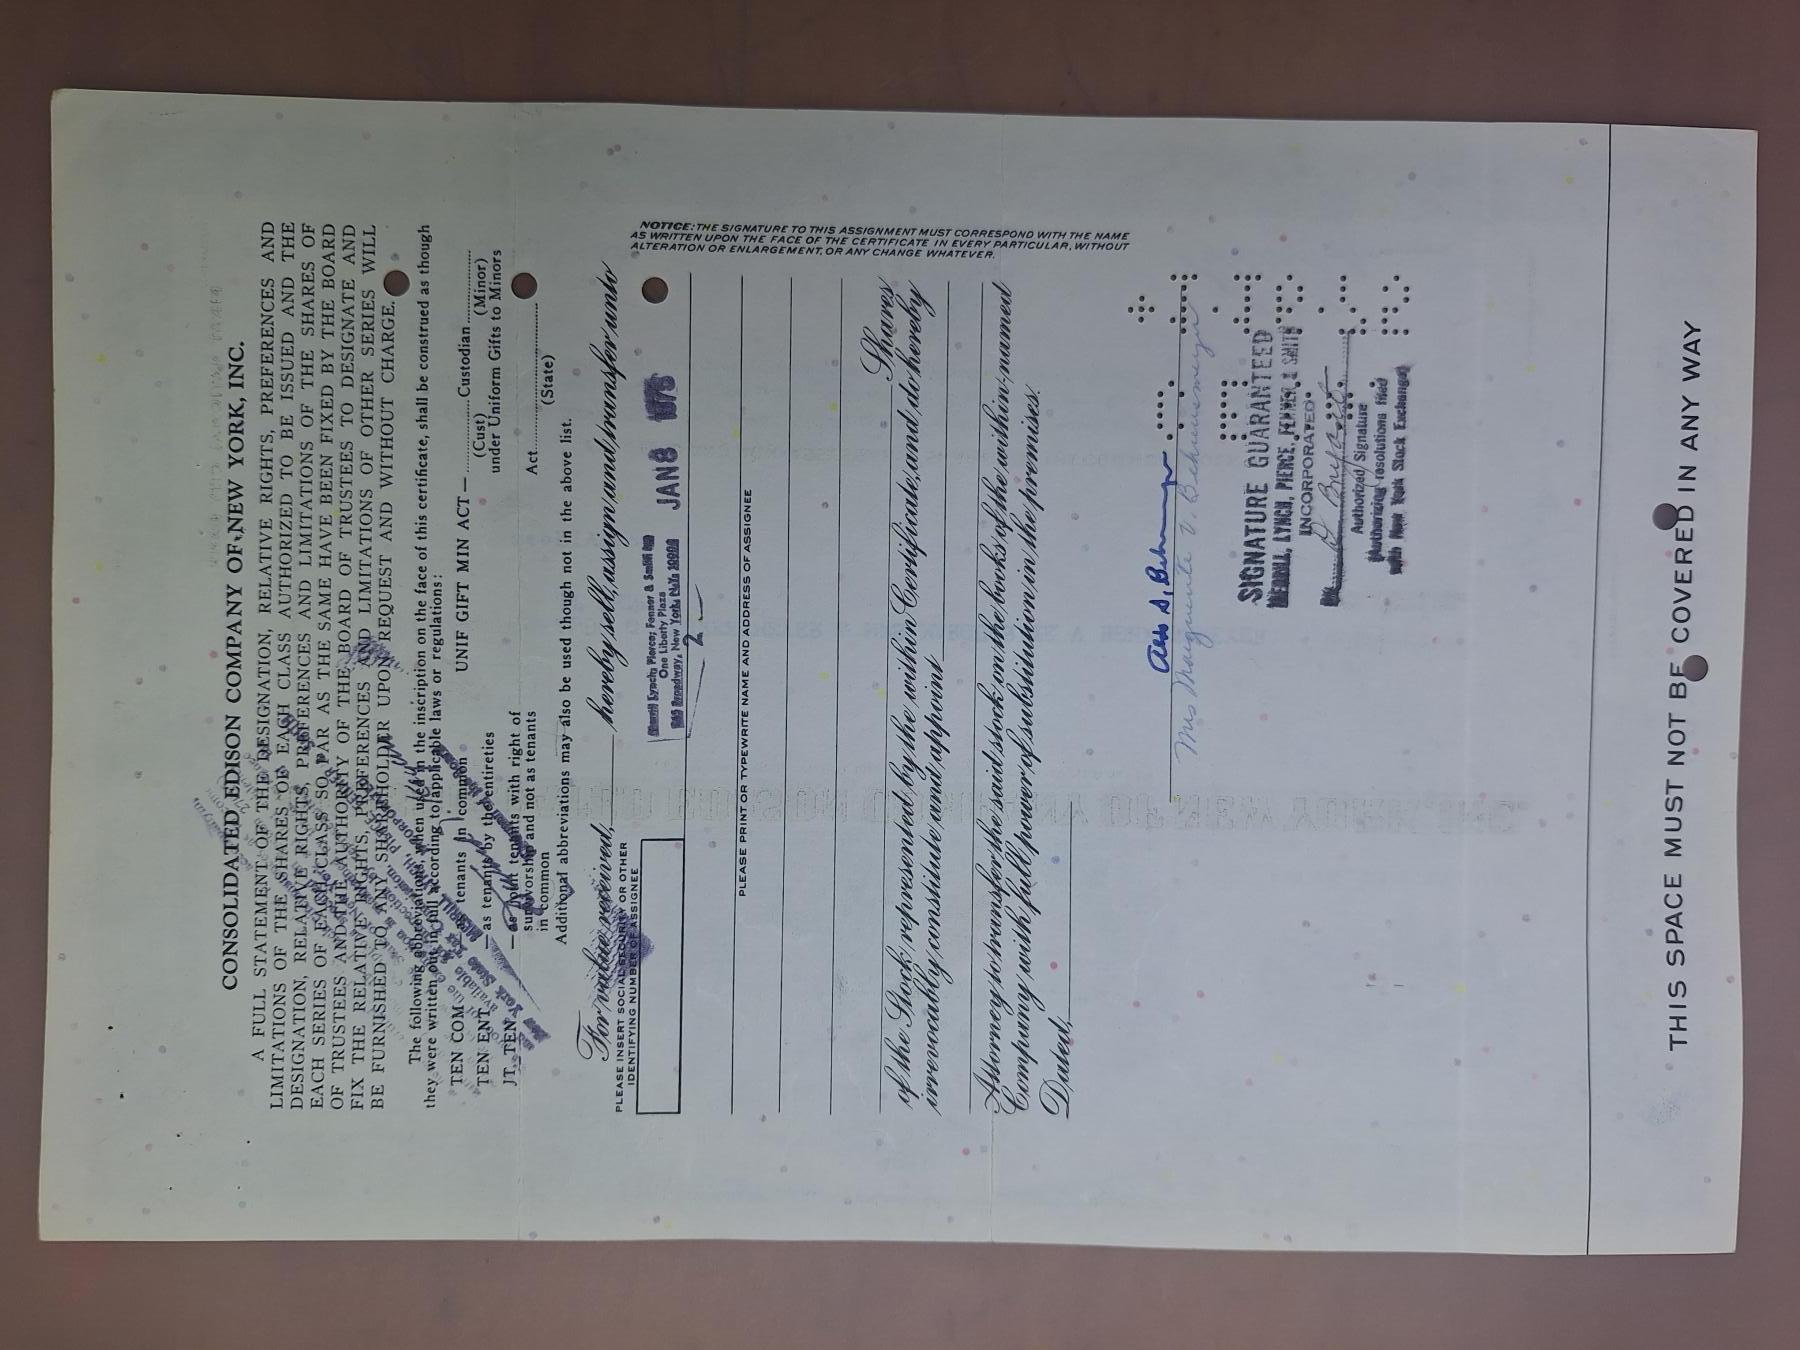 CONSOLIDATED EDISON COMPANY OF NEW YORK, INC.
A FULL STATEMENT OF THE DESIGNATION, RELATIVE RIGHTS, PREFERENCES AND
LIMITATIONS OF THE SHARES OF EACH CLASS AUTHORIZED TO BE ISSUED AND THE
DESIGNATION, RELATIVE RIGHTS, PREFERENCES AND LIMITATIONS OF THE SHARES OF
EACH SERIES OF EACH CLASS SO FAR AS THE SAME HAVE BEEN FIXED BY THE BOARD
OF TRUSTEES AND THE AUTHORITY OF THE BOARD OF TRUSTEES TO DESIGNATE AND
FIX THE RELATIVE RIGHTS, PREFERENCES AND LIMITATIONS OF OTHER SERIES WILL
BE FURNISHED TO ANY SHAREHOLDER UPON REQUEST AND WITHOUT CHARGE.
The following abbreviations, when used in the inscription on the face of this certificate, shall be construed as though
they were written out in full according to applicable laws or regulations:
TEN COM — as tenants in common
UNIF GIFT MIN ACT — .......... Custodian ..........
(Cust) (Minor)
TEN ENT — as tenants by the entireties
under Uniform Gifts to Minors
JT TEN — as joint tenants with right of
survivorship and not as tenants
in common
Act ..........
(State)
Additional abbreviations may also be used though not in the above list.
For value received, hereby sell, assign and transfer unto
PLEASE INSERT SOCIAL SECURITY OR OTHER
IDENTIFYING NUMBER OF ASSIGNEE
NOTICE: THE SIGNATURE TO THIS ASSIGNMENT MUST CORRESPOND WITH THE NAME
AS WRITTEN UPON THE FACE OF THE CERTIFICATE IN EVERY PARTICULAR, WITHOUT
ALTERATION OR ENLARGEMENT, OR ANY CHANGE WHATEVER.
Merrill Lynch, Pierce, Fenner & Smith Inc
One Liberty Plaza
165 Broadway, New York, N.Y.
JAN 8 1976
2
PLEASE PRINT OR TYPEWRITE NAME AND ADDRESS OF ASSIGNEE
Shares
of the Stock represented by the within Certificate, and do hereby
irrevocably constitute and appoint
Attorney to transfer the said stock on the books of the within-named
Company with full power of substitution in the premises.
Dated,
Mrs Marguerite V.
SIGNATURE GUARANTEED
MERRILL, LYNCH, PIERCE, FENNER & SMITH
INCORPORATED
Authorized Signature
(Authorizing resolutions filed
with New York Stock Exchange)
THIS SPACE MUST NOT BE COVERED IN ANY WAY